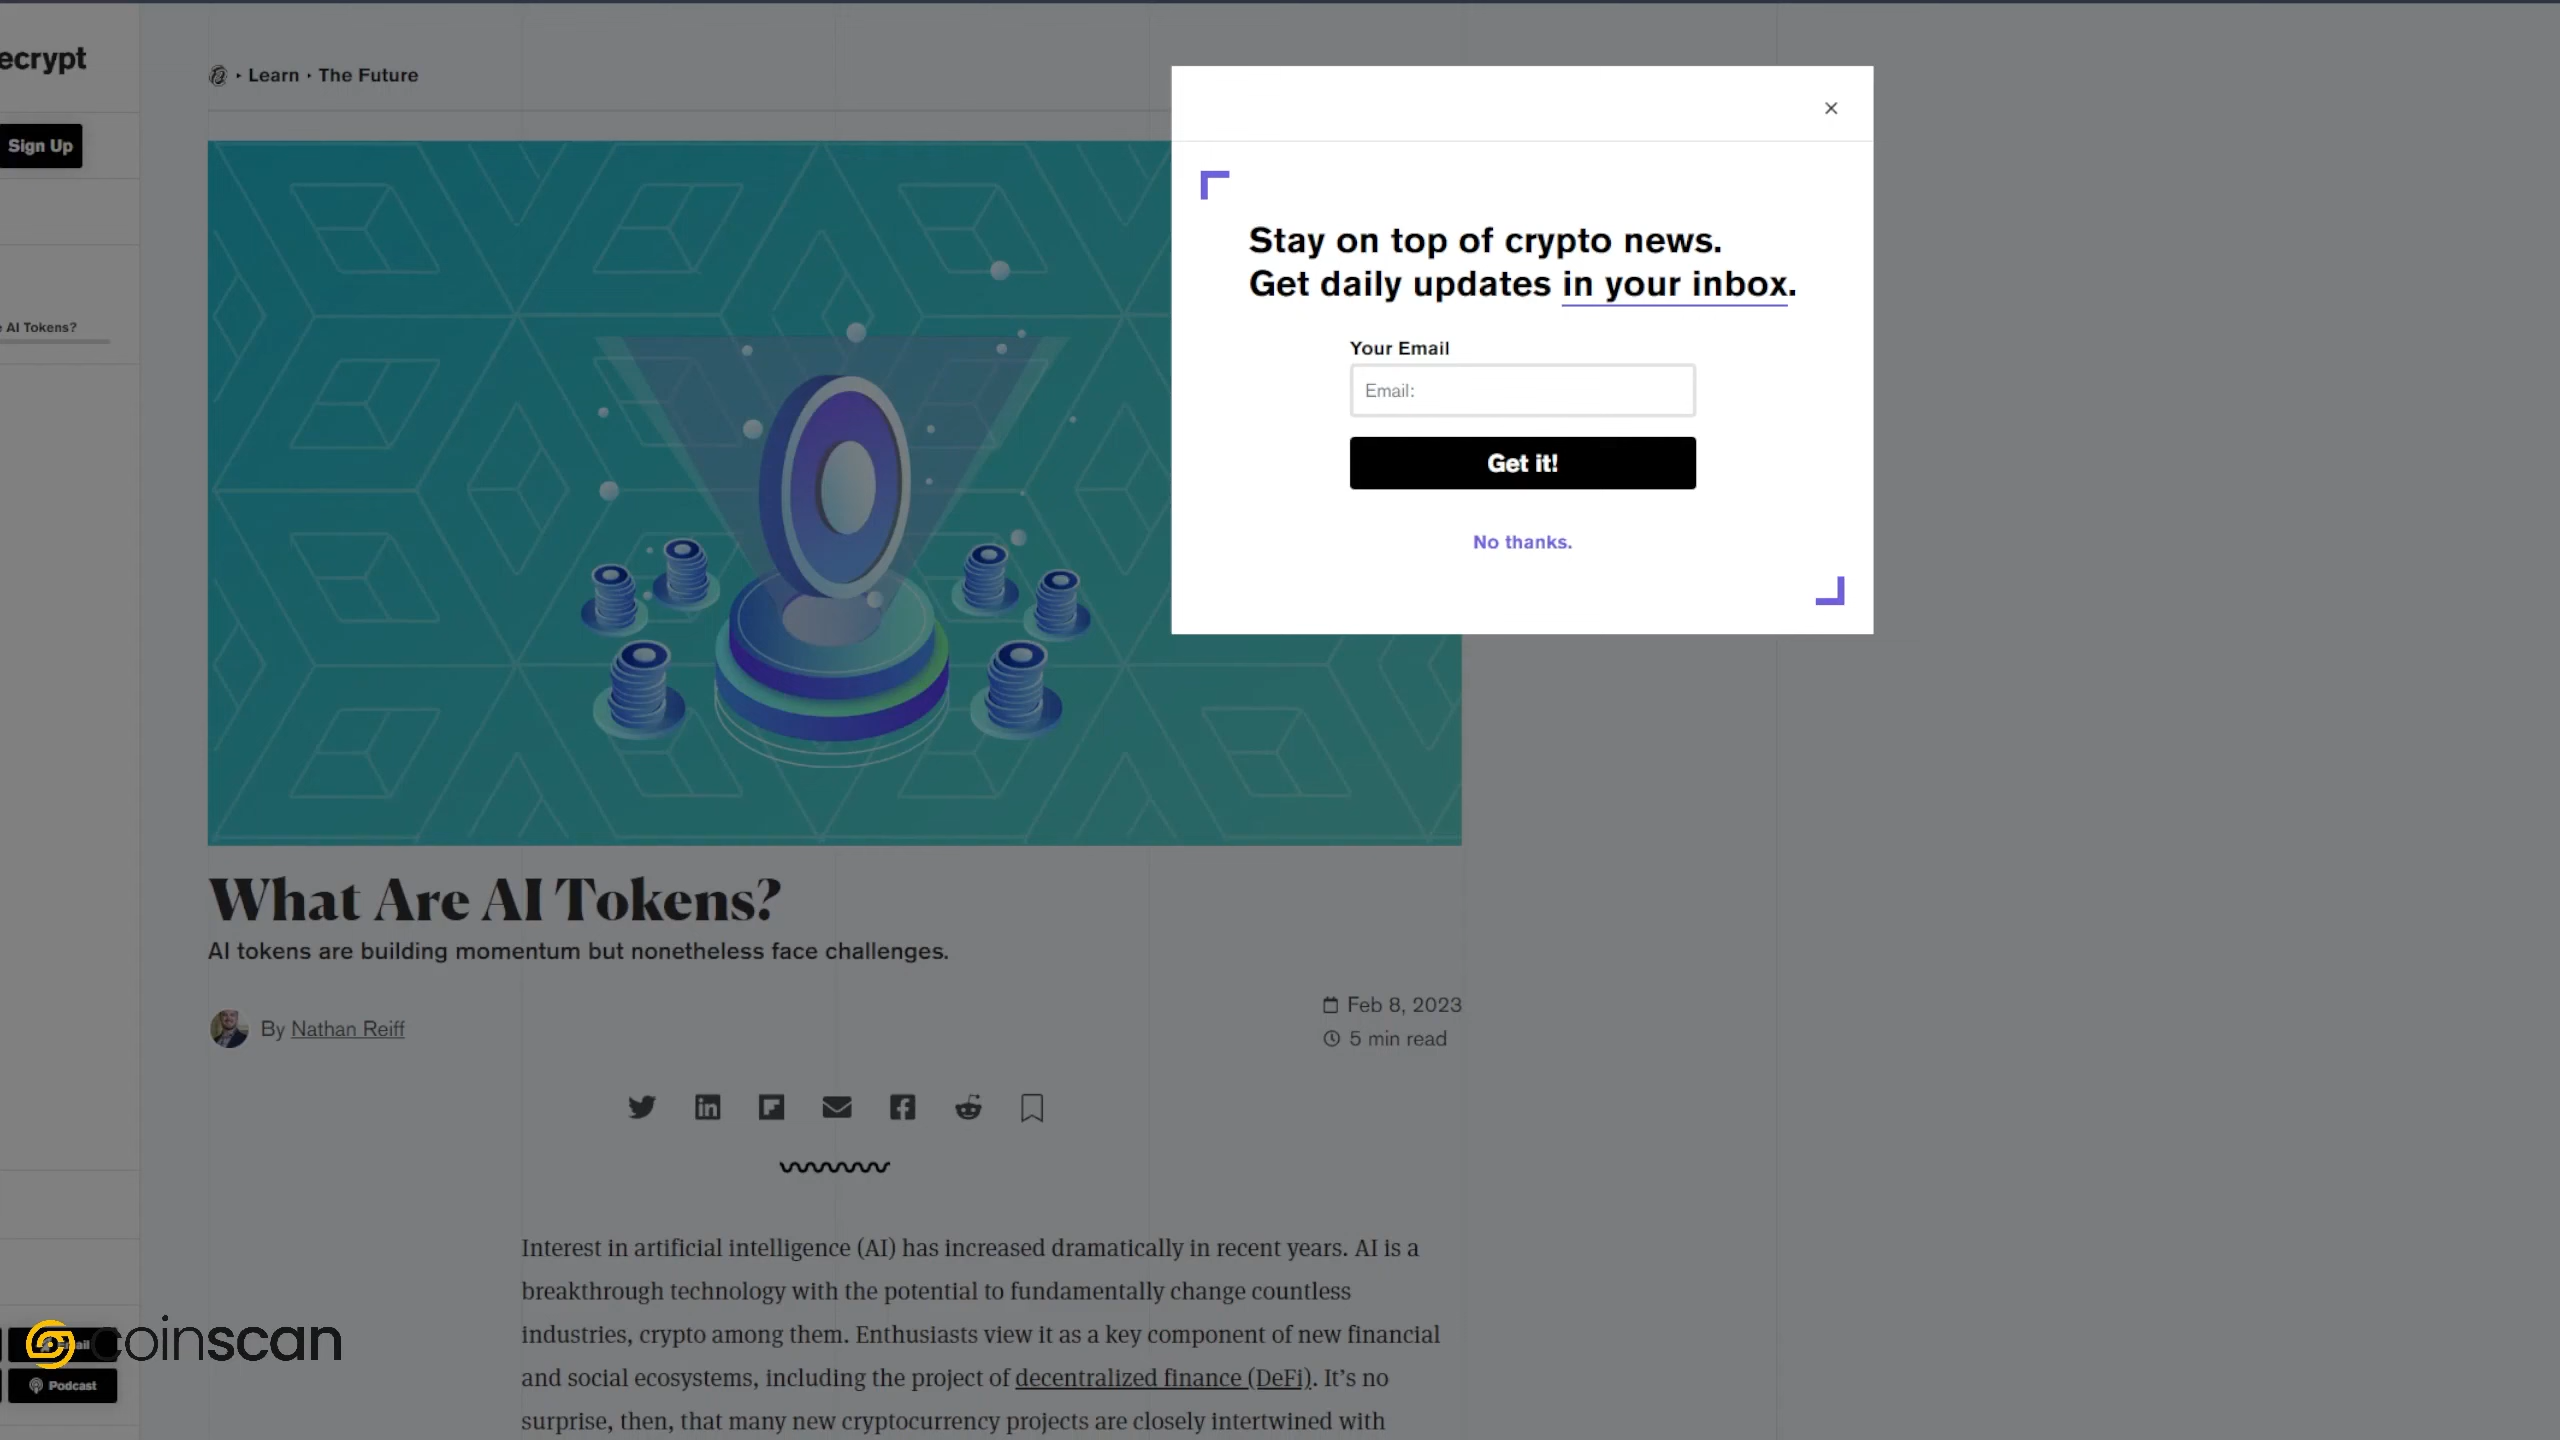 ecrypt
Learn
The Future
Sign Up
AI Tokens?
Stay on top of crypto news.
Get daily updates in your inbox.
Your Email
Email:
Get it!
No thanks.
What Are AI Tokens?
AI tokens are building momentum but nonetheless face challenges.
By Nathan Reiff
Feb 8, 2023
5 min read
Interest in artificial intelligence (AI) has increased dramatically in recent years. AI is a
breakthrough technology with the potential to fundamentally change countless
industries, crypto among them. Enthusiasts view it as a key component of new financial
and social ecosystems, including the project of decentralized finance (DeFi). It’s no
surprise, then, that many new cryptocurrency projects are closely intertwined with
coinscan
Podcast